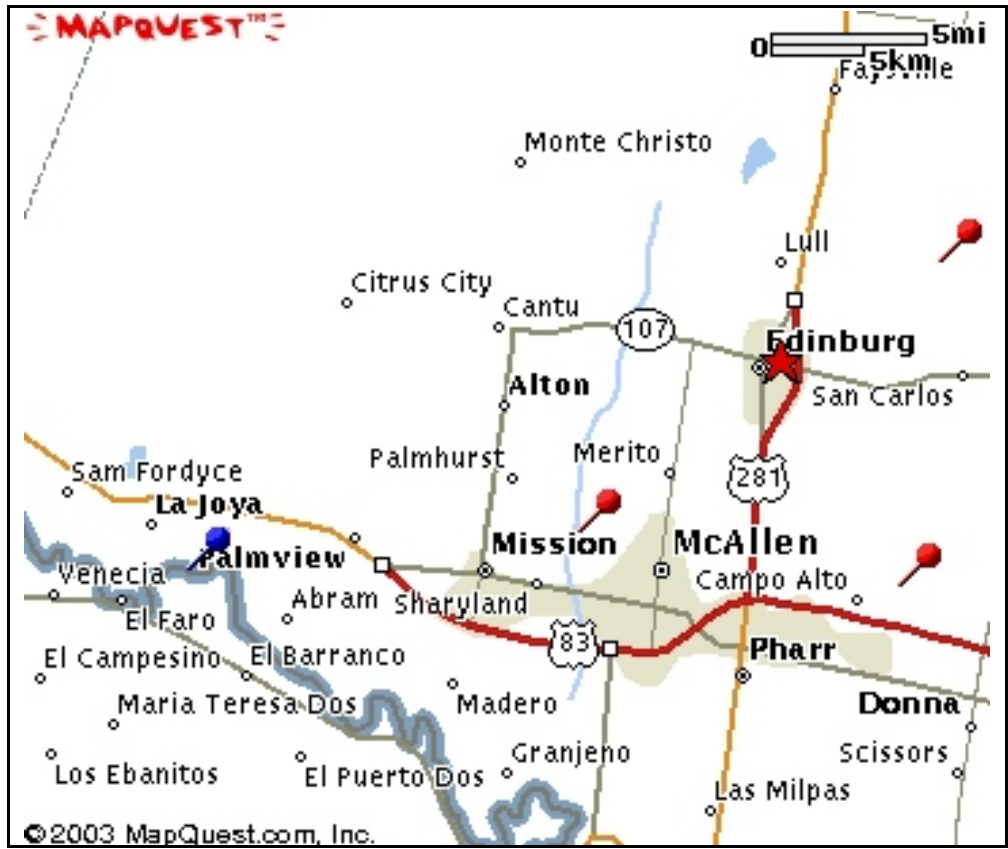 MAPQUEST™
0 5mi
5km
Faysville
Monte Christo
Lull
Citrus City
Cantu
107
Edinburg
Alton
San Carlos
Palmhurst
Merito
Sam Fordyce
281
La Joya
Mission
McAllen
Palmview
Venecia
Campo Alto
Abram
Sharyland
El Faro
83
El Campesino
El Barranco
Pharr
Maria Teresa Dos
Madero
Donna
Granjeno
Scissors
Los Ebanitos
El Puerto Dos
Las Milpas
©2003 MapQuest.com, Inc.